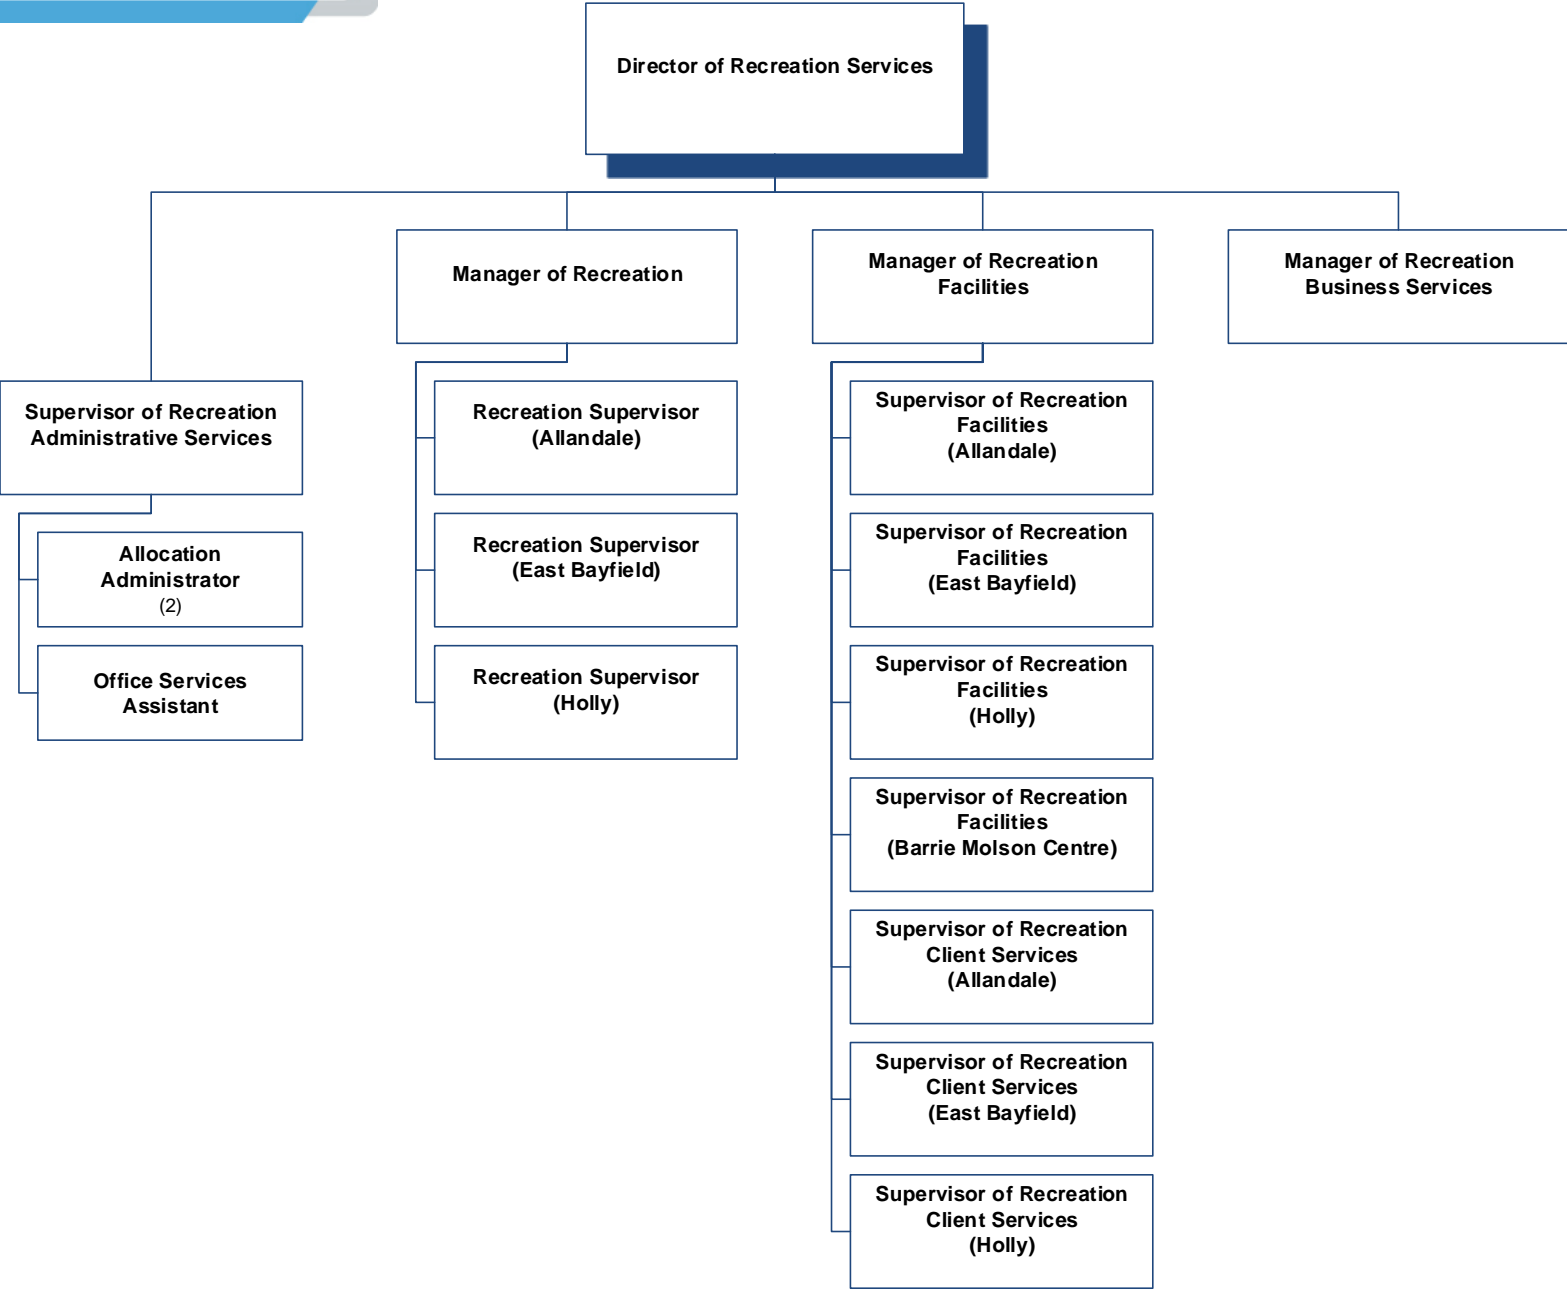 Director of Recreation Services
Manager of Recreation
Manager of Recreation
Facilities
Manager of Recreation
Business Services
Supervisor of Recreation
Administrative Services
Allocation
Administrator
(2)
Office Services
Assistant
Recreation Supervisor
(Allandale)
Recreation Supervisor
(East Bayfield)
Recreation Supervisor
(Holly)
Supervisor of Recreation
Facilities
(Allandale)
Supervisor of Recreation
Facilities
(East Bayfield)
Supervisor of Recreation
Facilities
(Holly)
Supervisor of Recreation
Facilities
(Barrie Molson Centre)
Supervisor of Recreation
Client Services
(Allandale)
Supervisor of Recreation
Client Services
(East Bayfield)
Supervisor of Recreation
Client Services
(Holly)